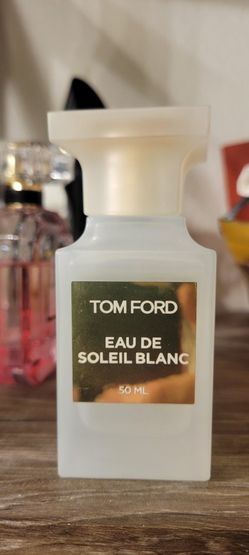 TOM FORD
EAU DE
SOLEIL BLANC
50 ML